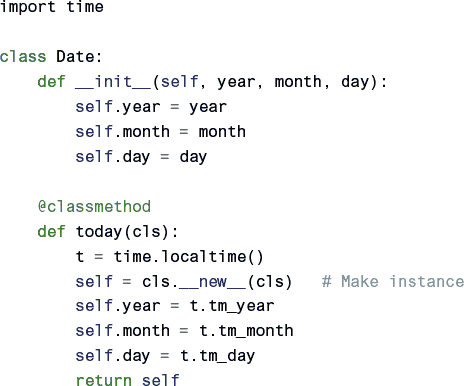 import time

class Date:
    def __init__(self, year, month, day):
        self.year = year
        self.month = month
        self.day = day

    @classmethod
    def today(cls):
        t = time.localtime()
        self = cls.__new__(cls)   # Make instance
        self.year = t.tm_year
        self.month = t.tm_month
        self.day = t.tm_day
        return self